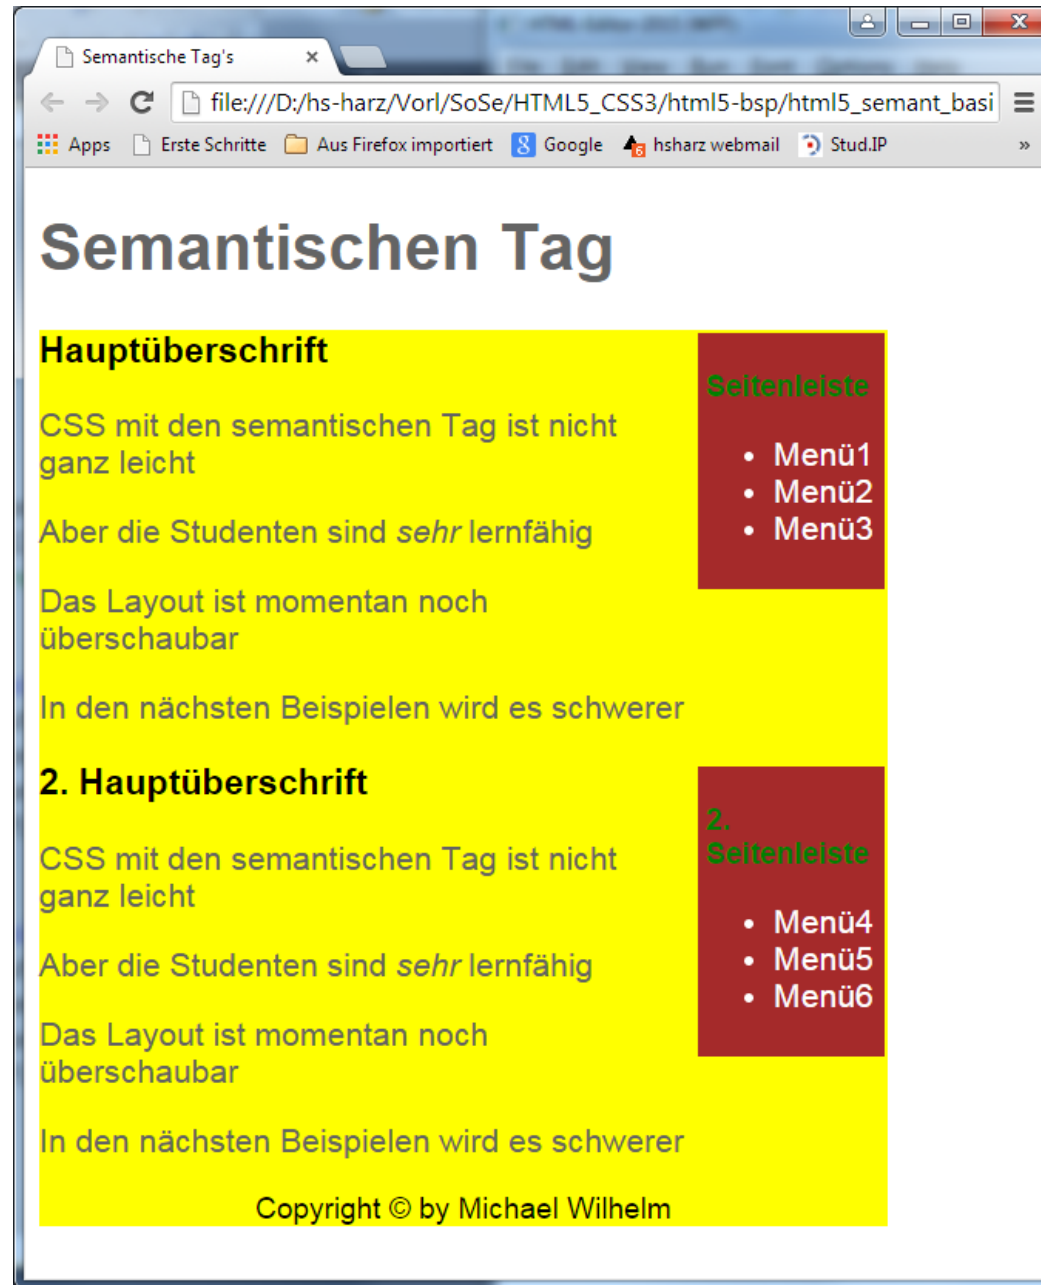 Semantische Tag's
file:///D:/hs-harz/Vorl/SoSe/HTML5_CSS3/html5-bsp/html5_semant_basi
Apps Erste Schritte Aus Firefox importiert 8 Google 6 hsharz webmail Stud.IP »
Semantischen Tag
Hauptüberschrift
CSS mit den semantischen Tag ist nicht
ganz leicht
Aber die Studenten sind sehr lernfähig
Das Layout ist momentan noch
überschaubar
In den nächsten Beispielen wird es schwerer
Seitenleiste
• Menü1
• Menü2
• Menü3
2. Hauptüberschrift
CSS mit den semantischen Tag ist nicht
ganz leicht
Aber die Studenten sind sehr lernfähig
Das Layout ist momentan noch
überschaubar
In den nächsten Beispielen wird es schwerer
2.
Seitenleiste
• Menü4
• Menü5
• Menü6
Copyright © by Michael Wilhelm